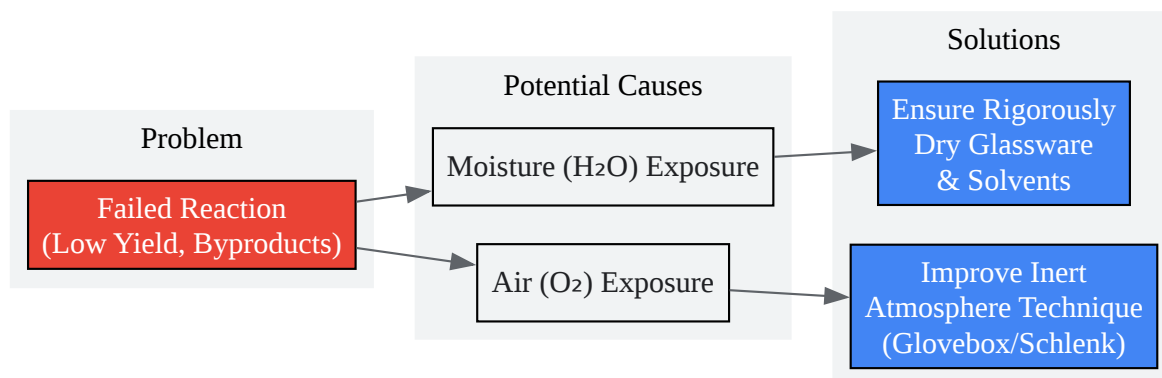 Problem
Failed Reaction
(Low Yield, Byproducts)
Potential Causes
Moisture (H₂O) Exposure
Air (O₂) Exposure
Solutions
Ensure Rigorously
Dry Glassware
& Solvents
Improve Inert
Atmosphere Technique
(Glovebox/Schlenk)